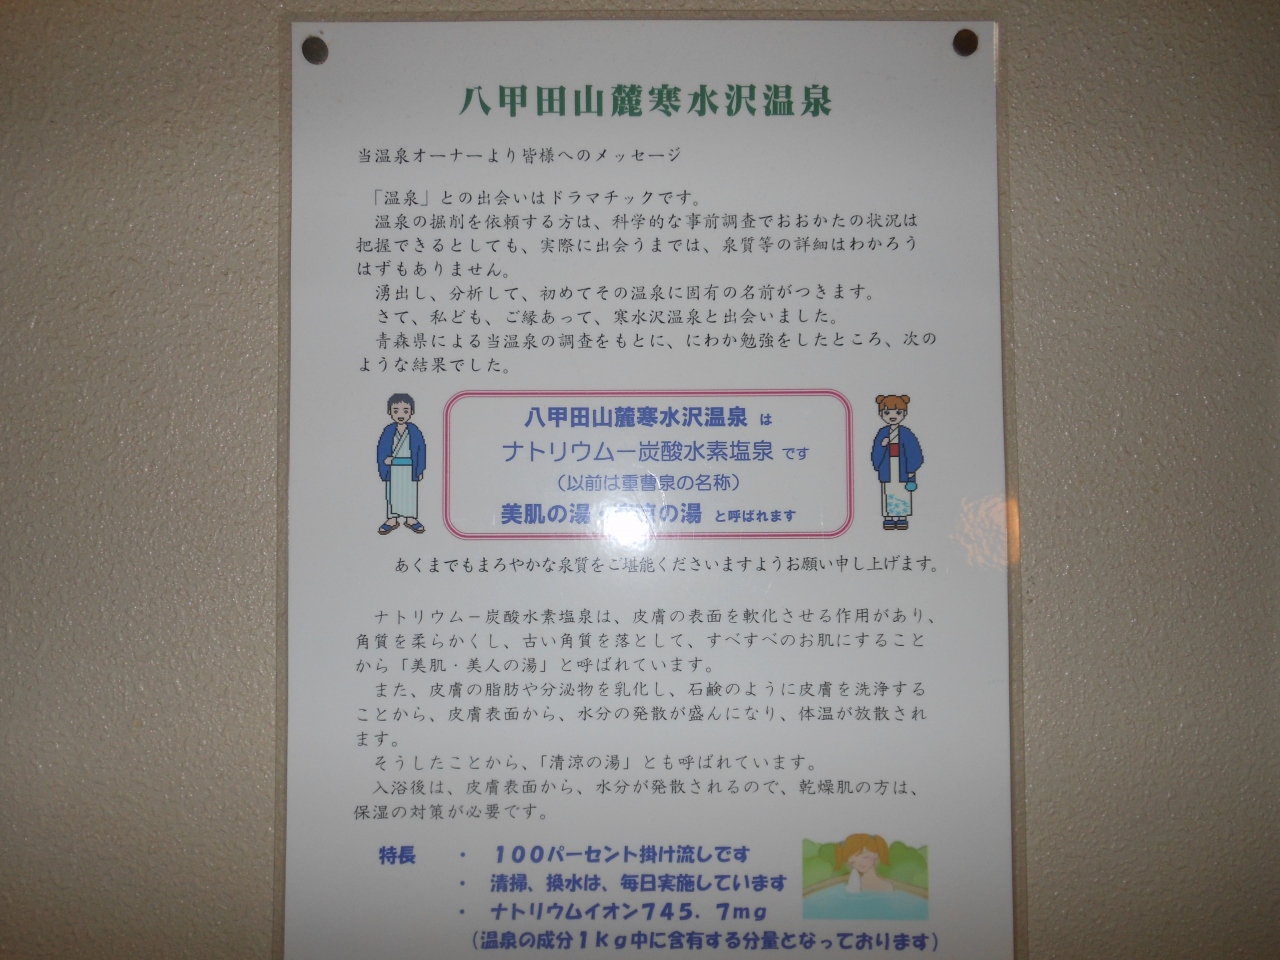 八甲田山麓寒水沢温泉
当温泉オーナーより皆様へのメッセージ
「温泉」との出会いはドラマチックです。
温泉の掘削を依頼する方は、科学的な事前調査でおおかたの状況は
把握できるとしても、実際に出会うまでは、泉質等の詳細はわかろう
はずもありません。
湧出し、分析して、初めてその温泉に固有の名前がつきます。
さて、私ども、ご縁あって、寒水沢温泉と出会いました。
青森県による当温泉の調査をもとに、にわか勉強をしたところ、次の
ような結果でした。
八甲田山麓寒水沢温泉 は
ナトリウム－炭酸水素塩泉 です
（以前は重曹泉の名称）
美肌の湯 涼の湯 と呼ばれます
あくまでもまろやかな泉質をご堪能くださいますようお願い申し上げます。
ナトリウム－炭酸水素塩泉は、皮膚の表面を軟化させる作用があり、
角質を柔らかくし、古い角質を落として、すべすべのお肌にすること
から「美肌・美人の湯」と呼ばれています。
また、皮膚の脂肪や分泌物を乳化し、石鹸のように皮膚を洗浄する
ことから、皮膚表面から、水分の発散が盛んになり、体温が放散され
ます。
そうしたことから、「清涼の湯」とも呼ばれています。
入浴後は、皮膚表面から、水分が発散されるので、乾燥肌の方は、
保湿の対策が必要です。
特長 ・ １００パーセント掛け流しです
・ 清掃、換水は、毎日実施しています
・ ナトリウムイオン７４５．７ｍｇ
（温泉の成分１ｋｇ中に含有する分量となっております）